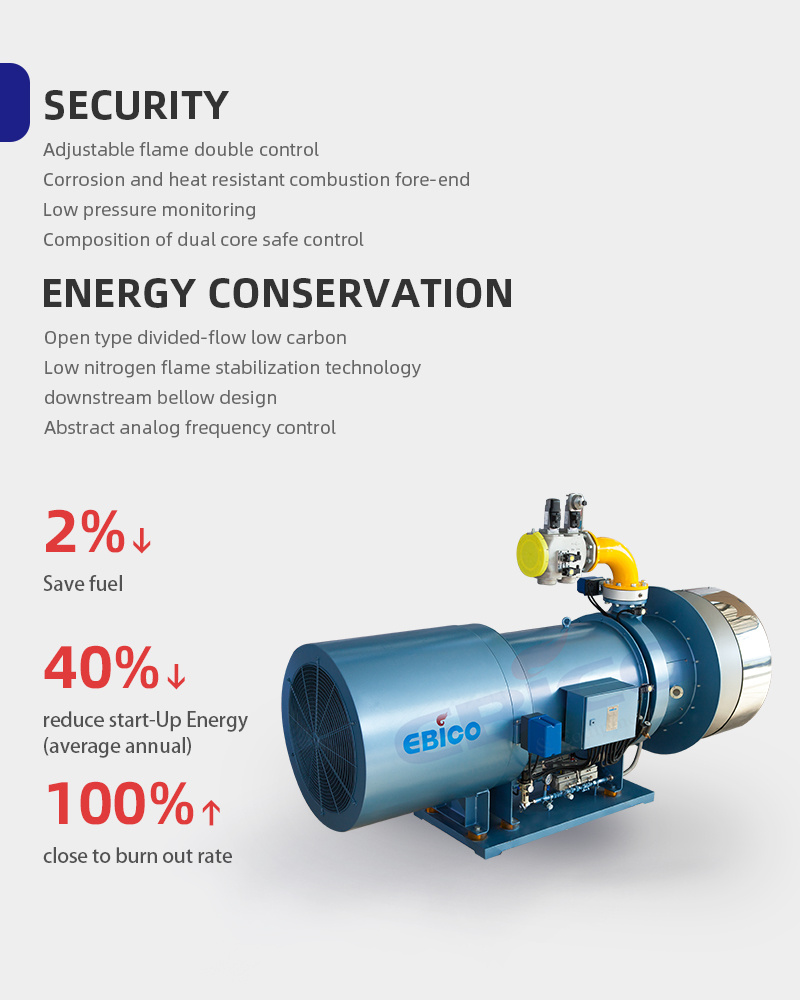 SECURITY
Adjustable flame double control
Corrosion and heat resistant combustion fore-end
Low pressure monitoring
Composition of dual core safe control
ENERGY CONSERVATION
Open type divided-flow low carbon
Low nitrogen flame stabilization technology
downstream bellow design
Abstract analog frequency control
2%↓
Save fuel
40%↓
reduce start-Up Energy
(average annual)
100%↑
close to burn out rate
EBICO
EBICO